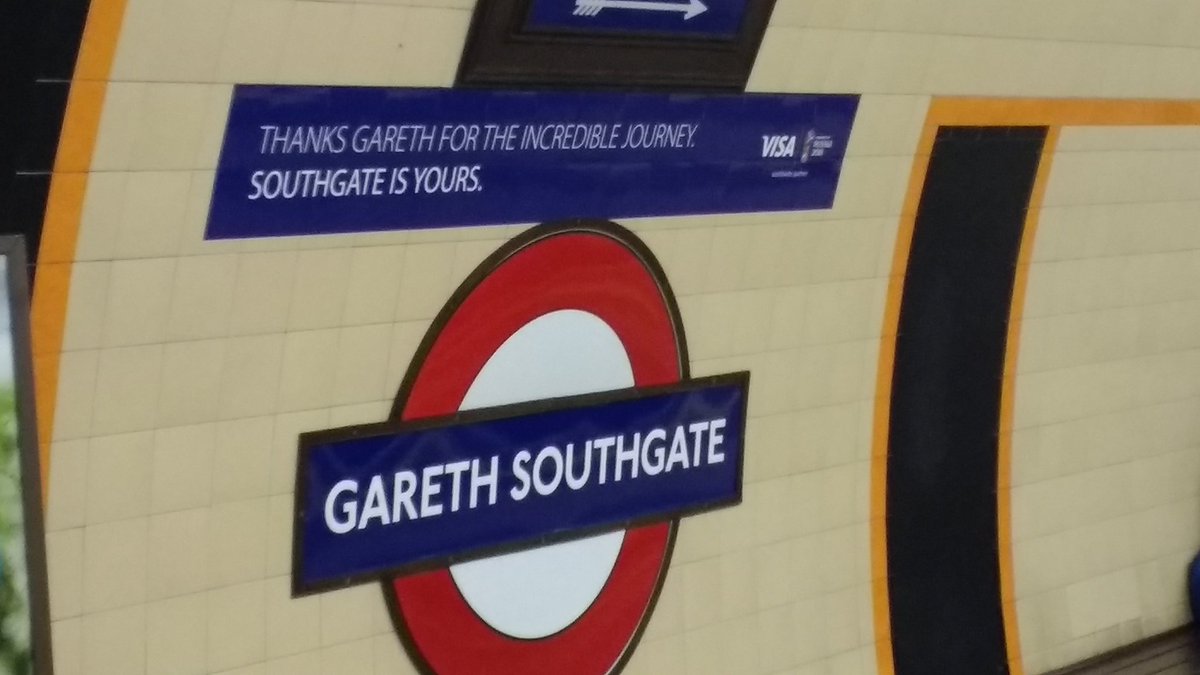 THANKS GARETH FOR THE INCREDIBLE JOURNEY.
SOUTHGATE IS YOURS.
VISA
GARETH SOUTHGATE